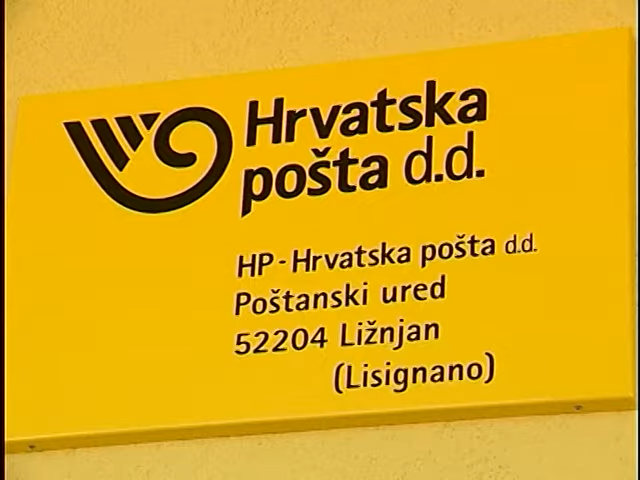 Hrvatska
pošta d.d.
HP - Hrvatska pošta d.d.
Poštanski ured
52204 Ližnjan
(Lisignano)